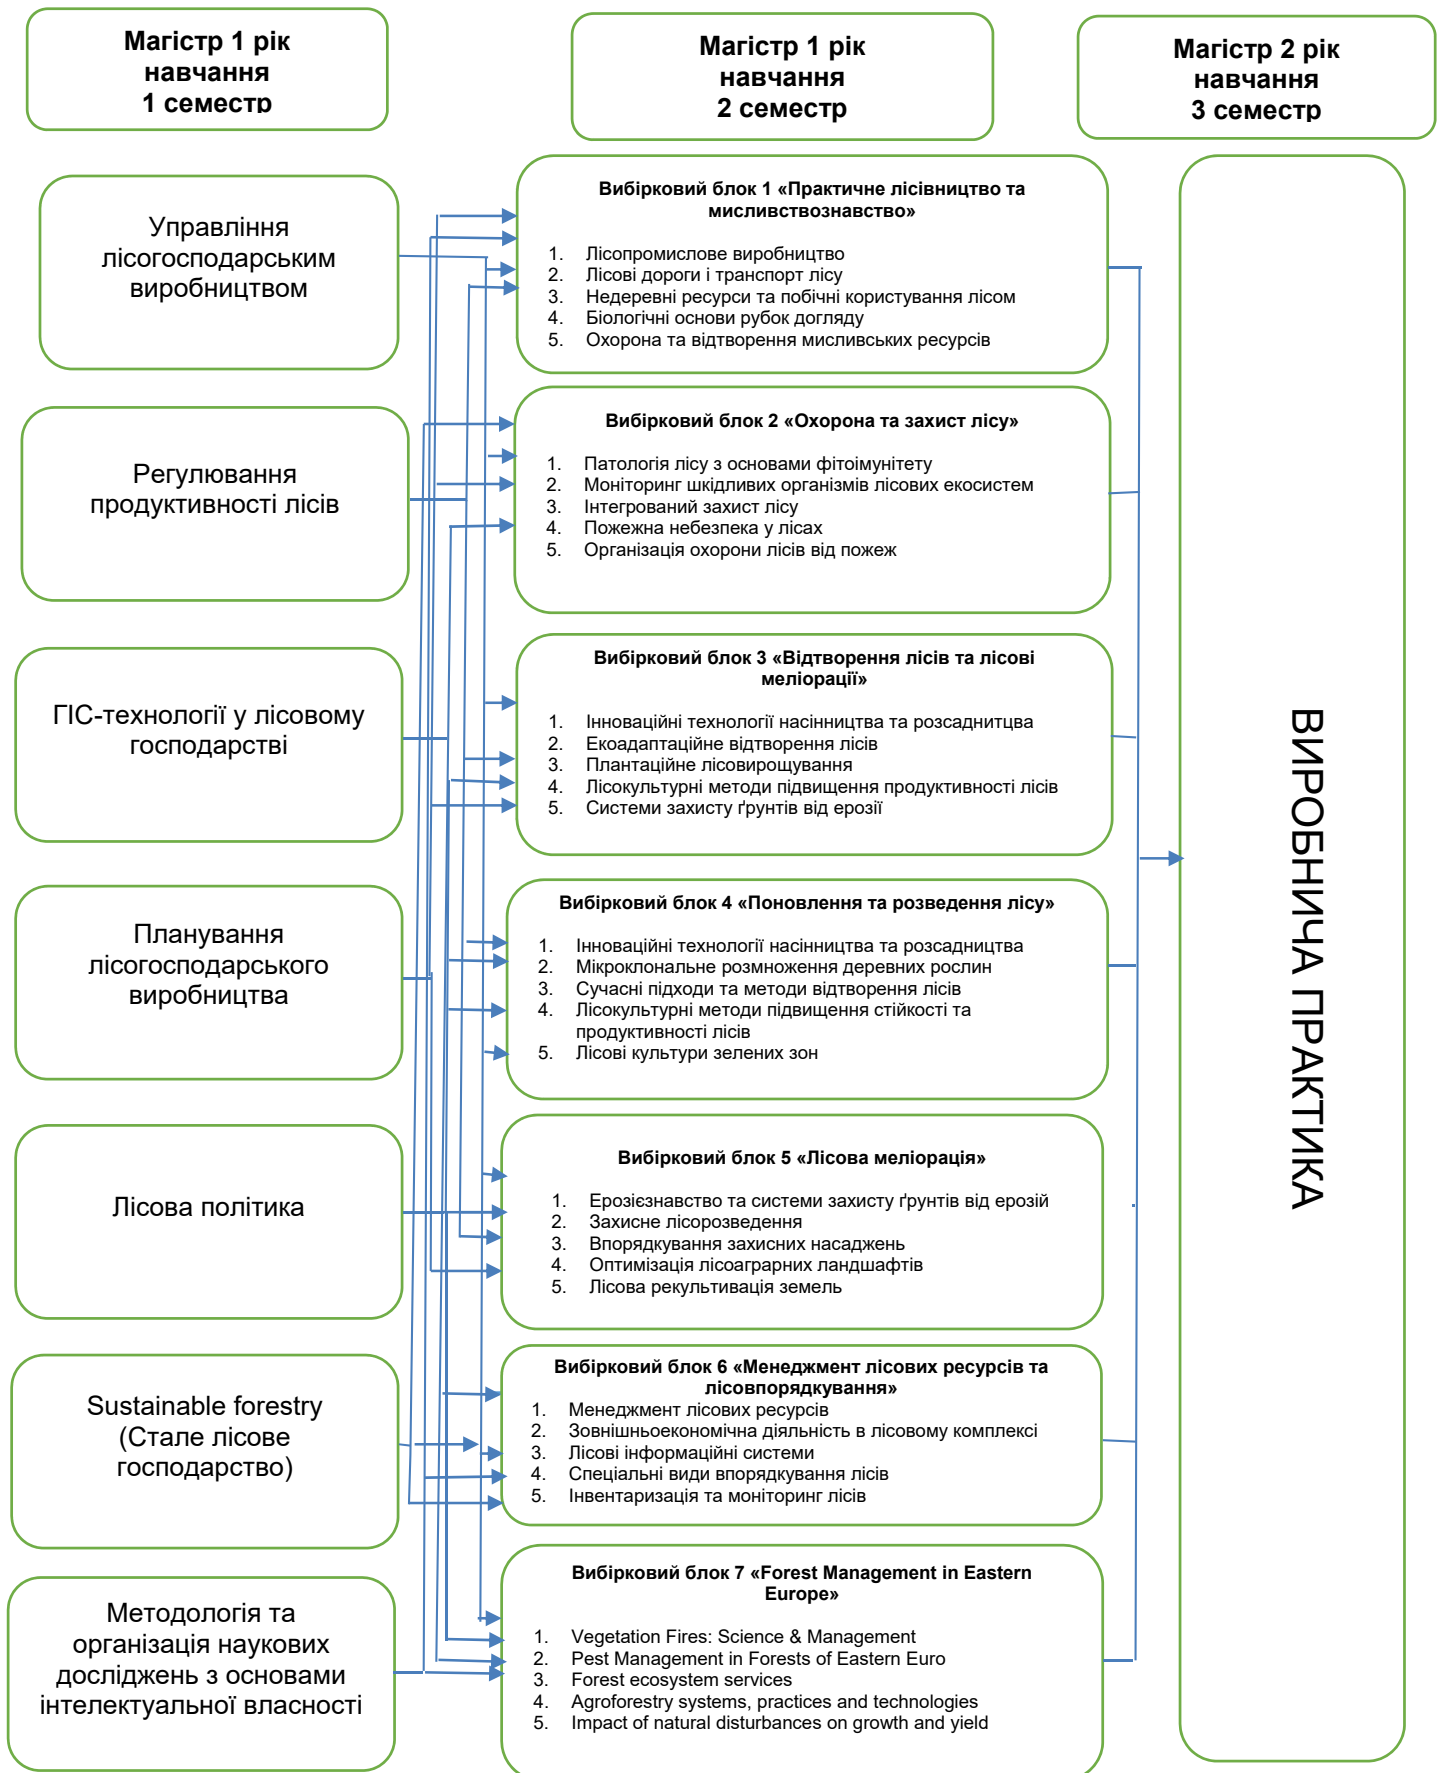 Магістр 1 рік
навчання
1 семестр
Магістр 1 рік
навчання
2 семестр
Магістр 2 рік
навчання
3 семестр
Управління
лісогосподарським
виробництвом
Регулювання
продуктивності лісів
ГІС-технології у лісовому
господарстві
Планування
лісогосподарського
виробництва
Лісова політика
Sustainable forestry
(Стале лісове
господарство)
Методологія та
організація наукових
досліджень з основами
інтелектуальної власності
Вибірковий блок 1 «Практичне лісівництво та
мисливствознавство»
1. Лісопромислове виробництво
2. Лісові дороги і транспорт лісу
3. Недеревні ресурси та побічні користування лісом
4. Біологічні основи рубок догляду
5. Охорона та відтворення мисливських ресурсів
Вибірковий блок 2 «Охорона та захист лісу»
1. Патологія лісу з основами фітоімунітету
2. Моніторинг шкідливих організмів лісових екосистем
3. Інтегрований захист лісу
4. Пожежна небезпека у лісах
5. Організація охорони лісів від пожеж
Вибірковий блок 3 «Відтворення лісів та лісові
меліорації»
1. Інноваційні технології насінництва та розсаднитцва
2. Екоадаптаційне відтворення лісів
3. Плантаційне лісовирощування
4. Лісокультурні методи підвищення продуктивності лісів
5. Системи захисту ґрунтів від ерозії
Вибірковий блок 4 «Поновлення та розведення лісу»
1. Інноваційні технології насінництва та розсадництва
2. Мікроклональне розмноження деревних рослин
3. Сучасні підходи та методи відтворення лісів
4. Лісокультурні методи підвищення стійкості та
продуктивності лісів
5. Лісові культури зелених зон
Вибірковий блок 5 «Лісова меліорація»
1. Ерозієзнавство та системи захисту ґрунтів від ерозій
2. Захисне лісорозведення
3. Впорядкування захисних насаджень
4. Оптимізація лісоаграрних ландшафтів
5. Лісова рекультивація земель
Вибірковий блок 6 «Менеджмент лісових ресурсів та
лісовпорядкування»
1. Менеджмент лісових ресурсів
2. Зовнішньоекономічна діяльність в лісовому комплексі
3. Лісові інформаційні системи
4. Спеціальні види впорядкування лісів
5. Інвентаризація та моніторинг лісів
Вибірковий блок 7 «Forest Management in Eastern
Europe»
1. Vegetation Fires: Science & Management
2. Pest Management in Forests of Eastern Euro
3. Forest ecosystem services
4. Agroforestry systems, practices and technologies
5. Impact of natural disturbances on growth and yield
ВИРОБНИЧА ПРАКТИКА